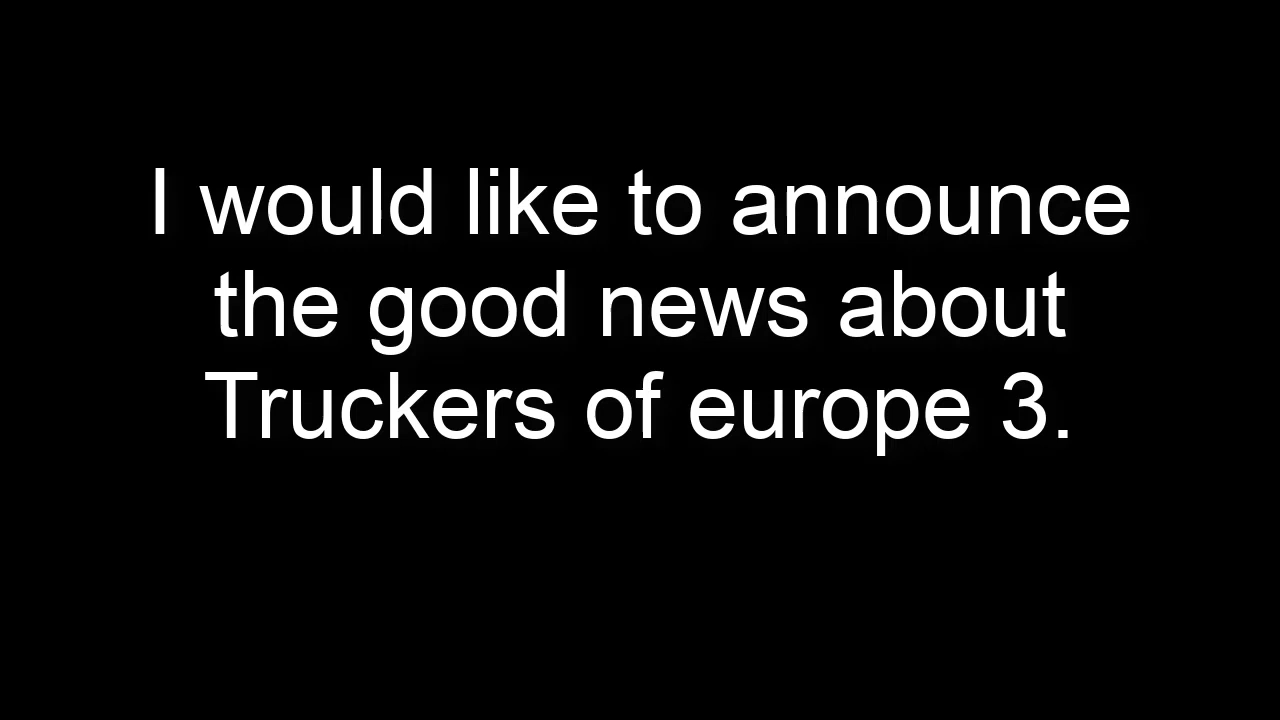 I would like to announce
the good news about
Truckers of europe 3.